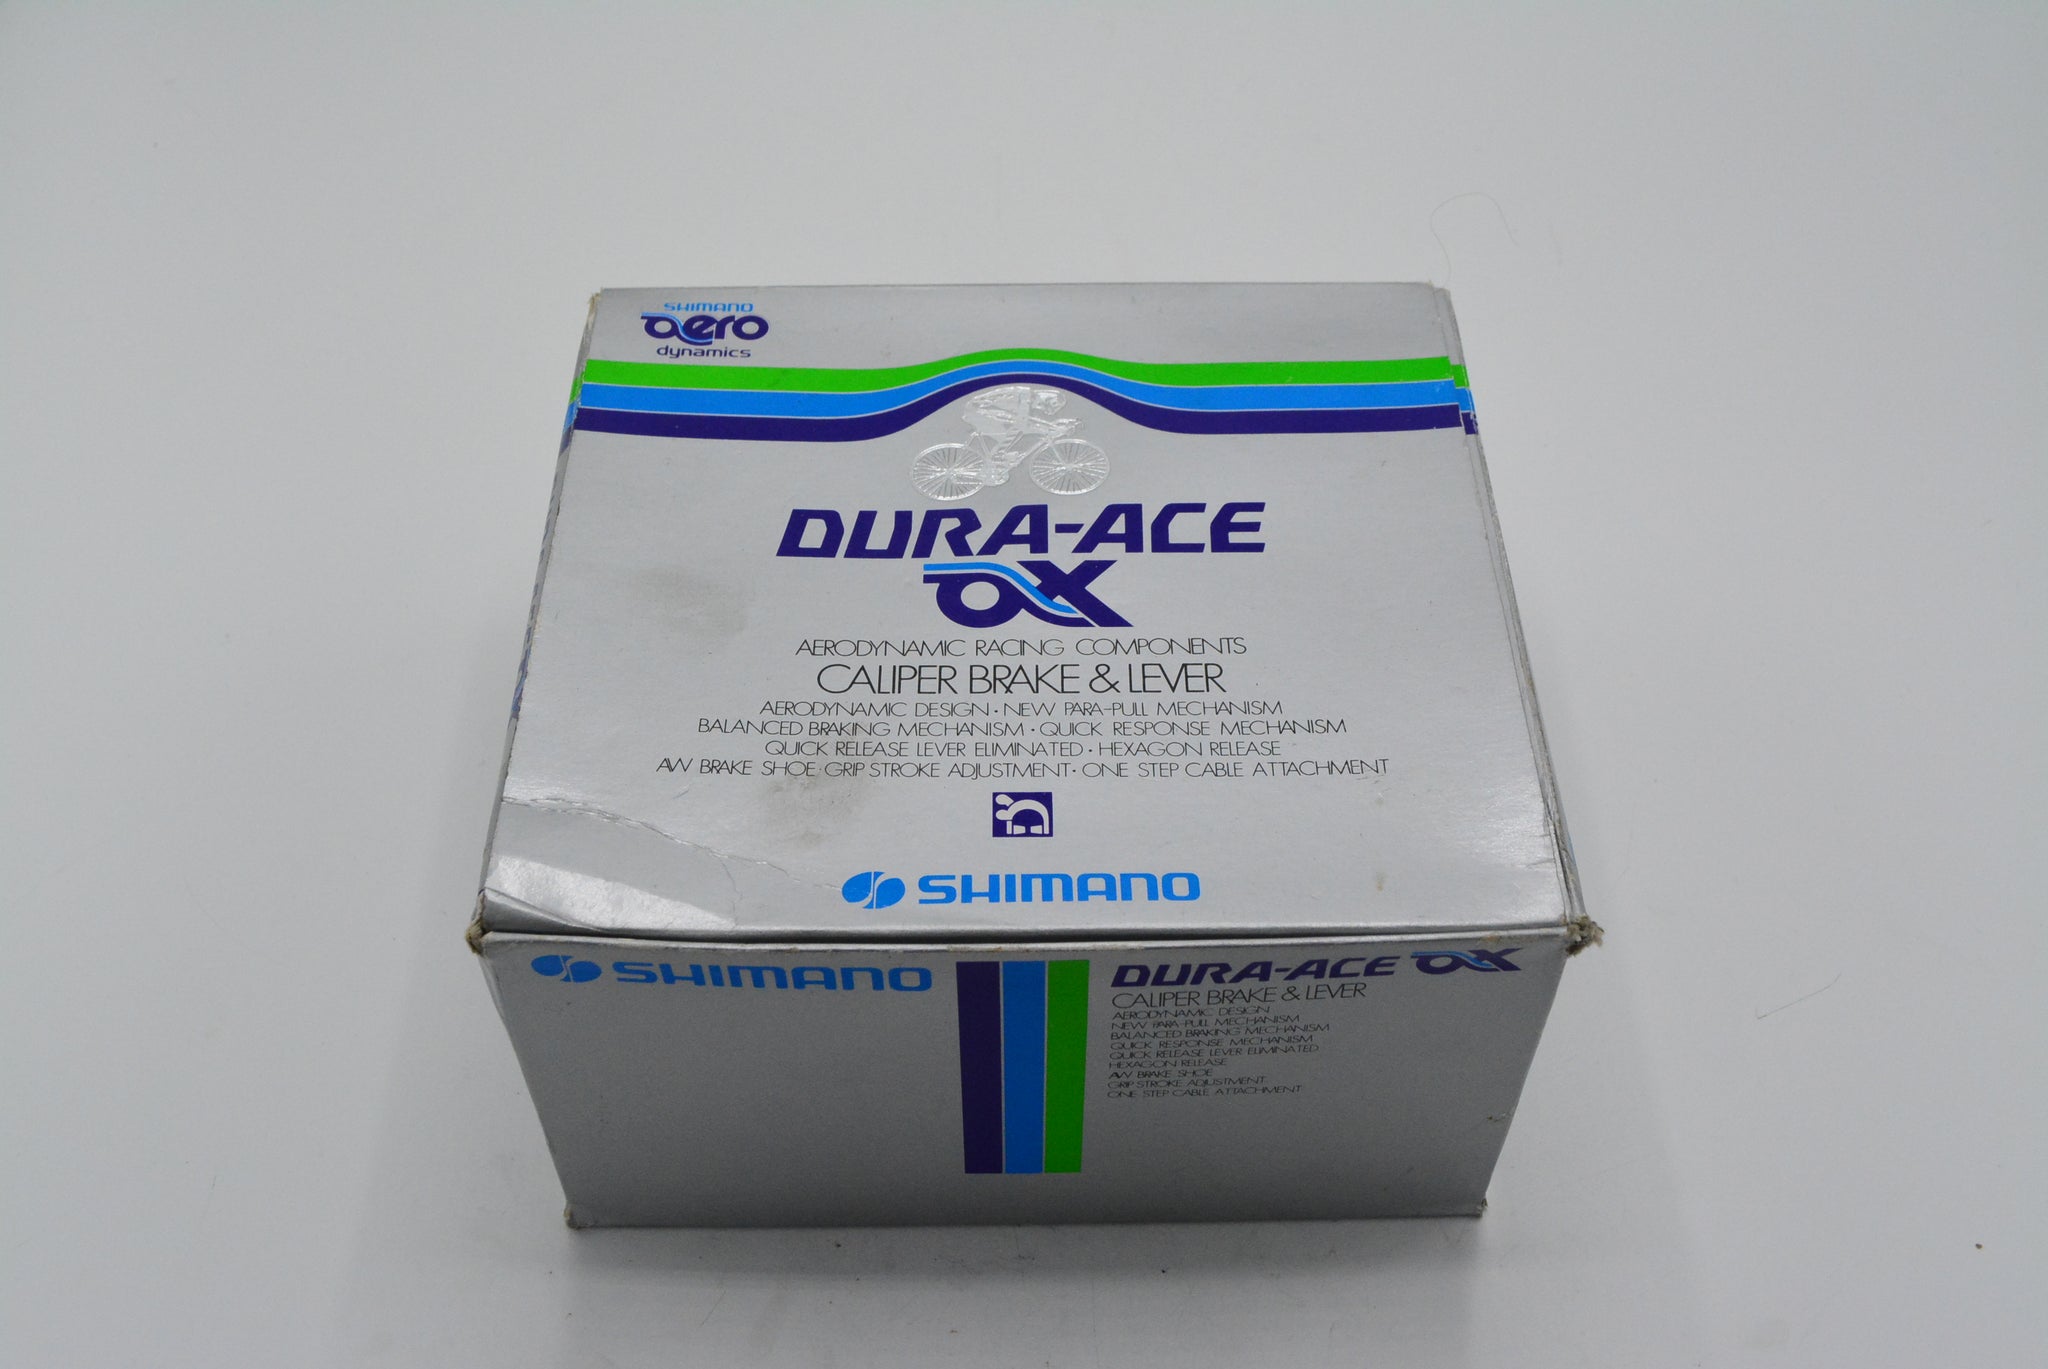 SHIMANO
aero
dynamics
DURA-ACE
AX
AERODYNAMIC RACING COMPONENTS
CALIPER BRAKE & LEVER
AERODYNAMIC DESIGN · NEW PARA-PULL MECHANISM
BALANCED BRAKING MECHANISM · QUICK RESPONSE MECHANISM
QUICK RELEASE LEVER ELIMINATED · HEXAGON RELEASE
AW BRAKE SHOE · GRIP STROKE ADJUSTMENT · ONE STEP CABLE ATTACHMENT
SHIMANO
SHIMANO
DURA-ACE AX
CALIPER BRAKE & LEVER
AERODYNAMIC DESIGN
NEW PARA-PULL MECHANISM
BALANCED BRAKING MECHANISM
QUICK RESPONSE MECHANISM
QUICK RELEASE LEVER ELIMINATED
HEXAGON RELEASE
AW BRAKE SHOE
GRIP STROKE ADJUSTMENT
ONE STEP CABLE ATTACHMENT